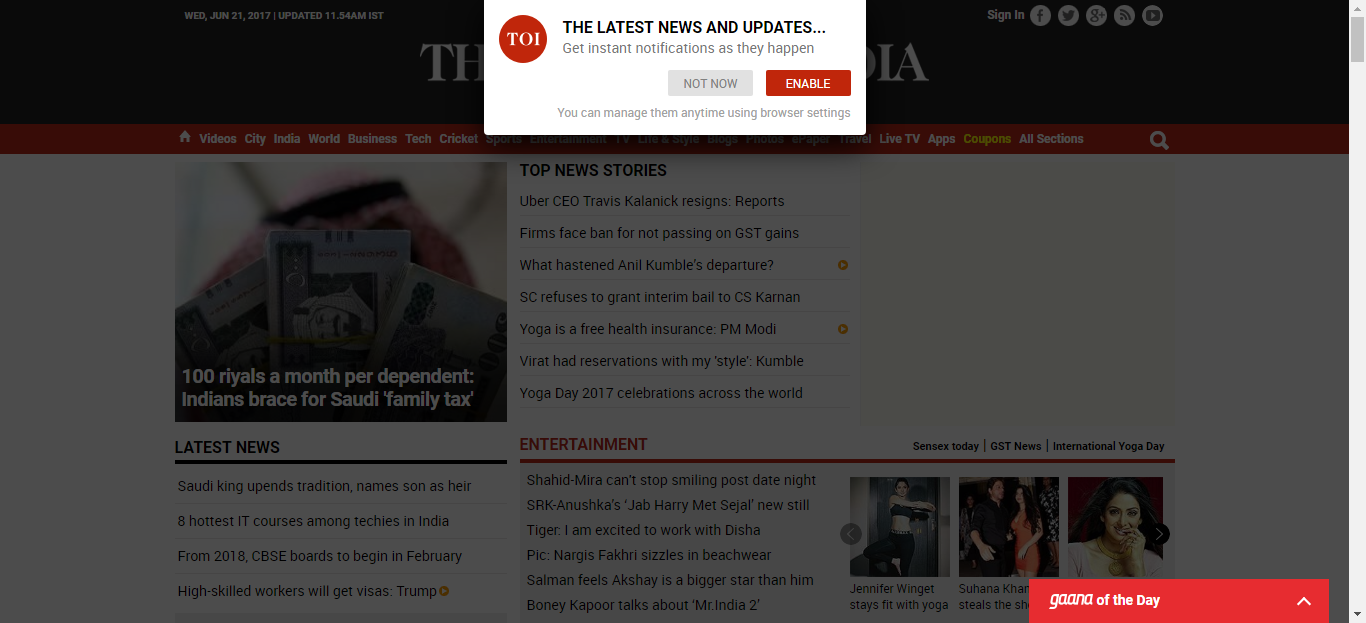 WED, JUN 21, 2017 | UPDATED 11.54AM IST
Sign In
TH
DIA
TOI
THE LATEST NEWS AND UPDATES...
Get instant notifications as they happen
NOT NOW
ENABLE
You can manage them anytime using browser settings
Videos City India World Business Tech Cricket Sports Entertainment TV Life & Style Blogs Photos ePaper Travel Live TV Apps Coupons All Sections
100 riyals a month per dependent:
Indians brace for Saudi 'family tax'
TOP NEWS STORIES
Uber CEO Travis Kalanick resigns: Reports
Firms face ban for not passing on GST gains
What hastened Anil Kumble's departure?
SC refuses to grant interim bail to CS Karnan
Yoga is a free health insurance: PM Modi
Virat had reservations with my 'style': Kumble
Yoga Day 2017 celebrations across the world
LATEST NEWS
Saudi king upends tradition, names son as heir
8 hottest IT courses among techies in India
From 2018, CBSE boards to begin in February
High-skilled workers will get visas: Trump
ENTERTAINMENT
Sensex today | GST News | International Yoga Day
Shahid-Mira can't stop smiling post date night
SRK-Anushka's ‘Jab Harry Met Sejal’ new still
Tiger: I am excited to work with Disha
Pic: Nargis Fakhri sizzles in beachwear
Salman feels Akshay is a bigger star than him
Boney Kapoor talks about ‘Mr.India 2’
Jennifer Winget
stays fit with yoga
Suhana Khan
steals the
gaana of the Day